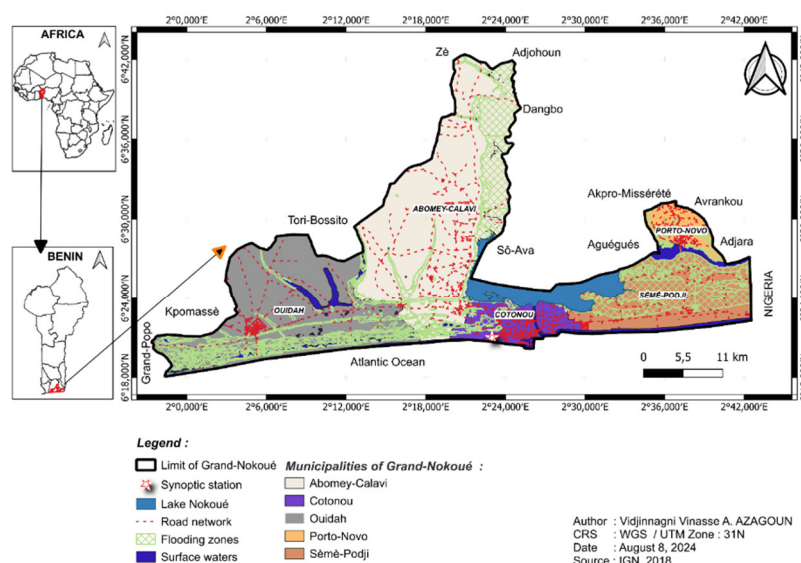 AFRICA
BENIN
2°0,000'N 2°6,000'E 2°12,000'E 2°18,000'E 2°24,000'E 2°30,000'E 2°36,000'E 2°42,000'E
6°42,000'N
6°36,000'N
6°30,000'N
6°24,000'N
6°18,000'N
Zè
Adjohoun
Dangbo
Akpro-Missérété
Avrankou
ABOMEY-CALAVI
Tori-Bossito
PORTO-NOVO
Sô-Ava
Aguégués
Adjara
NIGERIA
Kpomassè
OUIDAH
SÈMÈ-PODJI
COTONOU
Grand-Popo
Atlantic Ocean
0 5,5 11 km
2°0,000'E 2°6,000'E 2°12,000'E 2°18,000'E 2°24,000'E 2°30,000'E 2°36,000'E 2°42,000'E
Legend :
Limit of Grand-Nokoué
Synoptic station
Lake Nokoué
Road network
Flooding zones
Surface waters
Municipalities of Grand-Nokoué :
Abomey-Calavi
Cotonou
Ouidah
Porto-Novo
Sèmè-Podji
Author : Vidjinnagni Vinasse A. AZAGOUN
CRS : WGS / UTM Zone : 31N
Date : August 8, 2024
Source : IGN, 2018